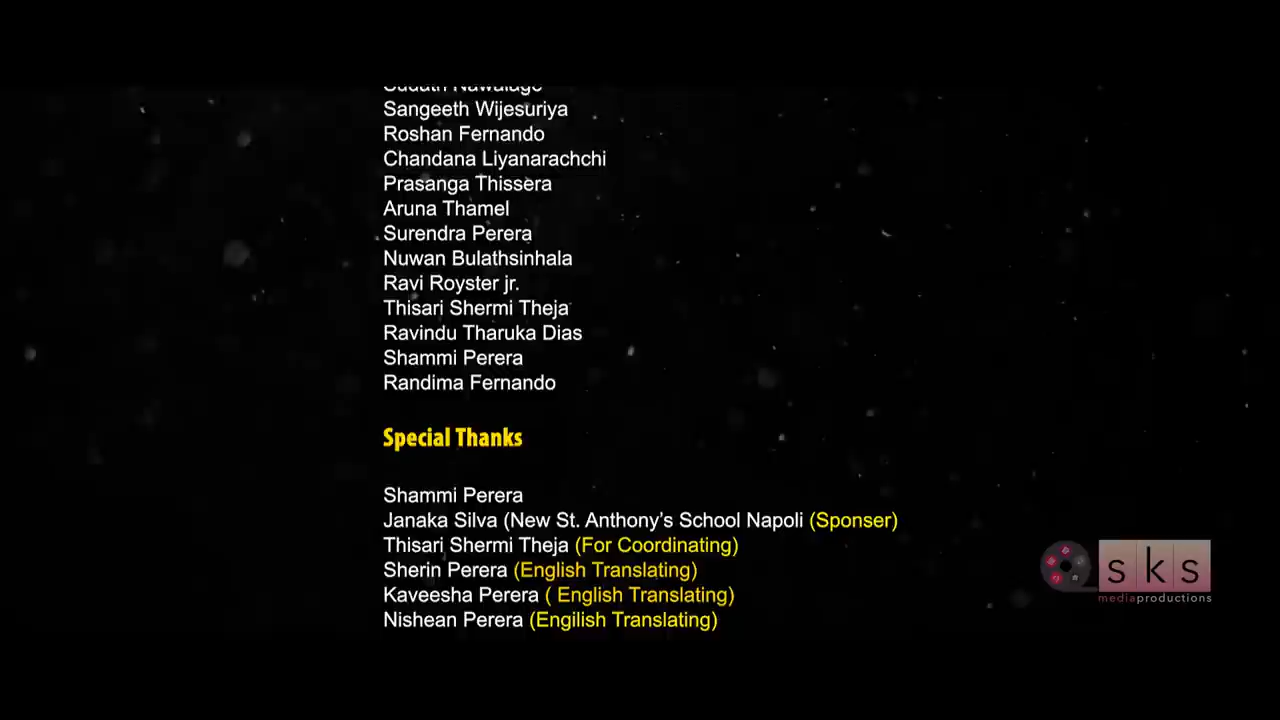 Sangeeth Wijesuriya
Roshan Fernando
Chandana Liyanarachchi
Prasanga Thissera
Aruna Thamel
Surendra Perera
Nuwan Bulathsinhala
Ravi Royster jr.
Thisari Shermi Theja
Ravindu Tharuka Dias
Shammi Perera
Randima Fernando
Special Thanks
Shammi Perera
Janaka Silva (New St. Anthony's School Napoli (Sponser)
Thisari Shermi Theja (For Coordinating)
Sherin Perera (English Translating)
Kaveesha Perera ( English Translating)
Nishean Perera (Engilish Translating)
sks
mediaproductions